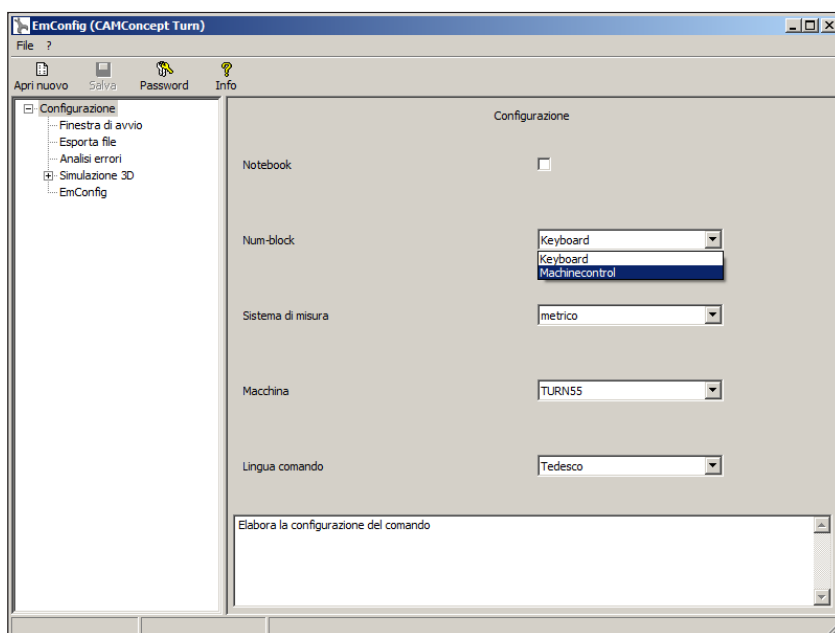 EmConfig (CAMConcept Turn)
File ?
Apri nuovo Salva Password Info
Configurazione
Finestra di avvio
Esporta file
Analisi errori
Simulazione 3D
EmConfig
Configurazione
Notebook
Num-block Keyboard
Keyboard
Machinecontrol
Sistema di misura metrico
Macchina TURN55
Lingua comando Tedesco
Elabora la configurazione del comando